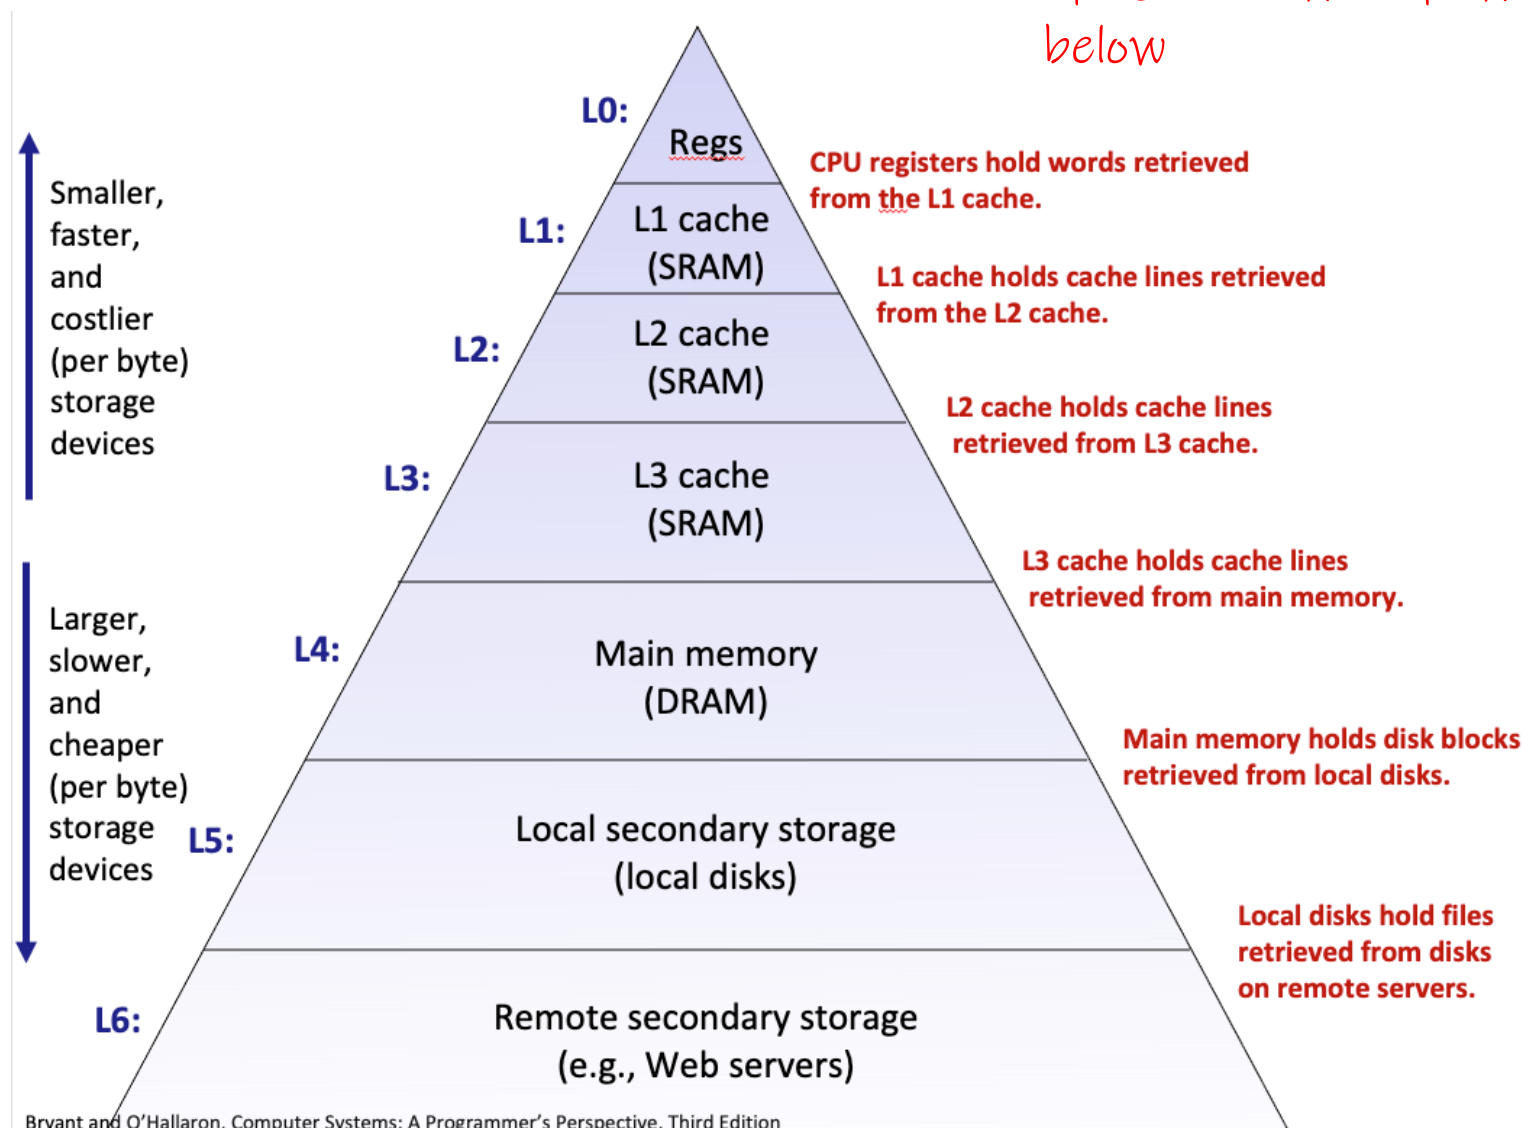 below
L0:
Regs
CPU registers hold words retrieved
from the L1 cache.
Smaller,
faster,
and
costlier
(per byte)
storage
devices
L1:
L1 cache
(SRAM)
L1 cache holds cache lines retrieved
from the L2 cache.
L2:
L2 cache
(SRAM)
L2 cache holds cache lines
retrieved from L3 cache.
L3:
L3 cache
(SRAM)
L3 cache holds cache lines
retrieved from main memory.
Larger,
slower,
and
cheaper
(per byte)
storage
devices
L4:
Main memory
(DRAM)
Main memory holds disk blocks
retrieved from local disks.
L5:
Local secondary storage
(local disks)
Local disks hold files
retrieved from disks
on remote servers.
L6:
Remote secondary storage
(e.g., Web servers)
Bryant and O'Hallaron, Computer Systems: A Programmer's Perspective, Third Edition